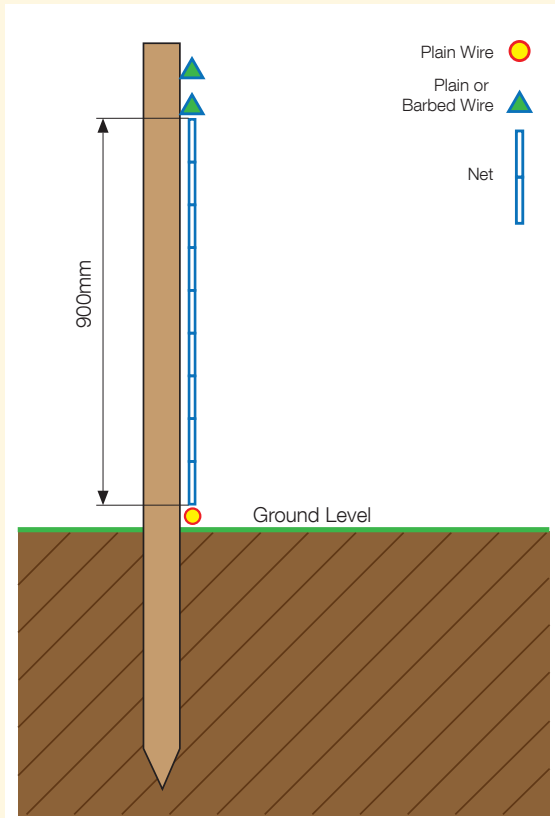 Plain Wire
Plain or
Barbed Wire
Net
900mm
Ground Level